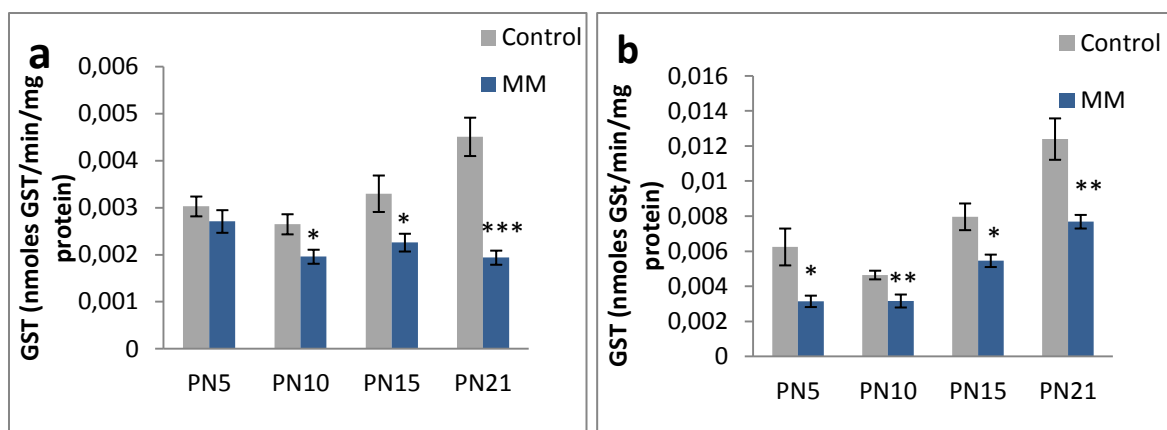 a
Control
MM
GST (nmoles GST/min/mg
protein)
0,006
0,005
0,004
0,003
0,002
0,001
0
*
*
***
PN5 PN10 PN15 PN21
b
Control
MM
GST (nmoles GSt/min/mg
protein)
0,016
0,014
0,012
0,010
0,008
0,006
0,004
0,002
0
*
**
*
**
PN5 PN10 PN15 PN21